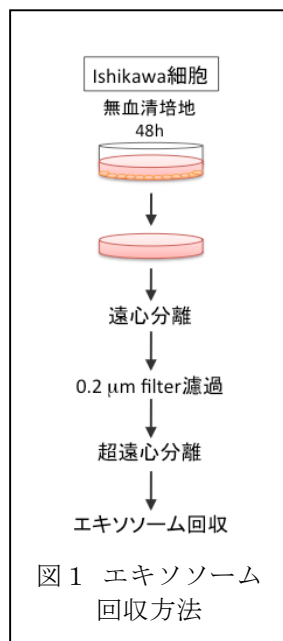 Ishikawa細胞
無血清培地
48h
遠心分離
0.2 μm filter濾過
超遠心分離
エキソソーム回収
図1 エキソソーム
回収方法